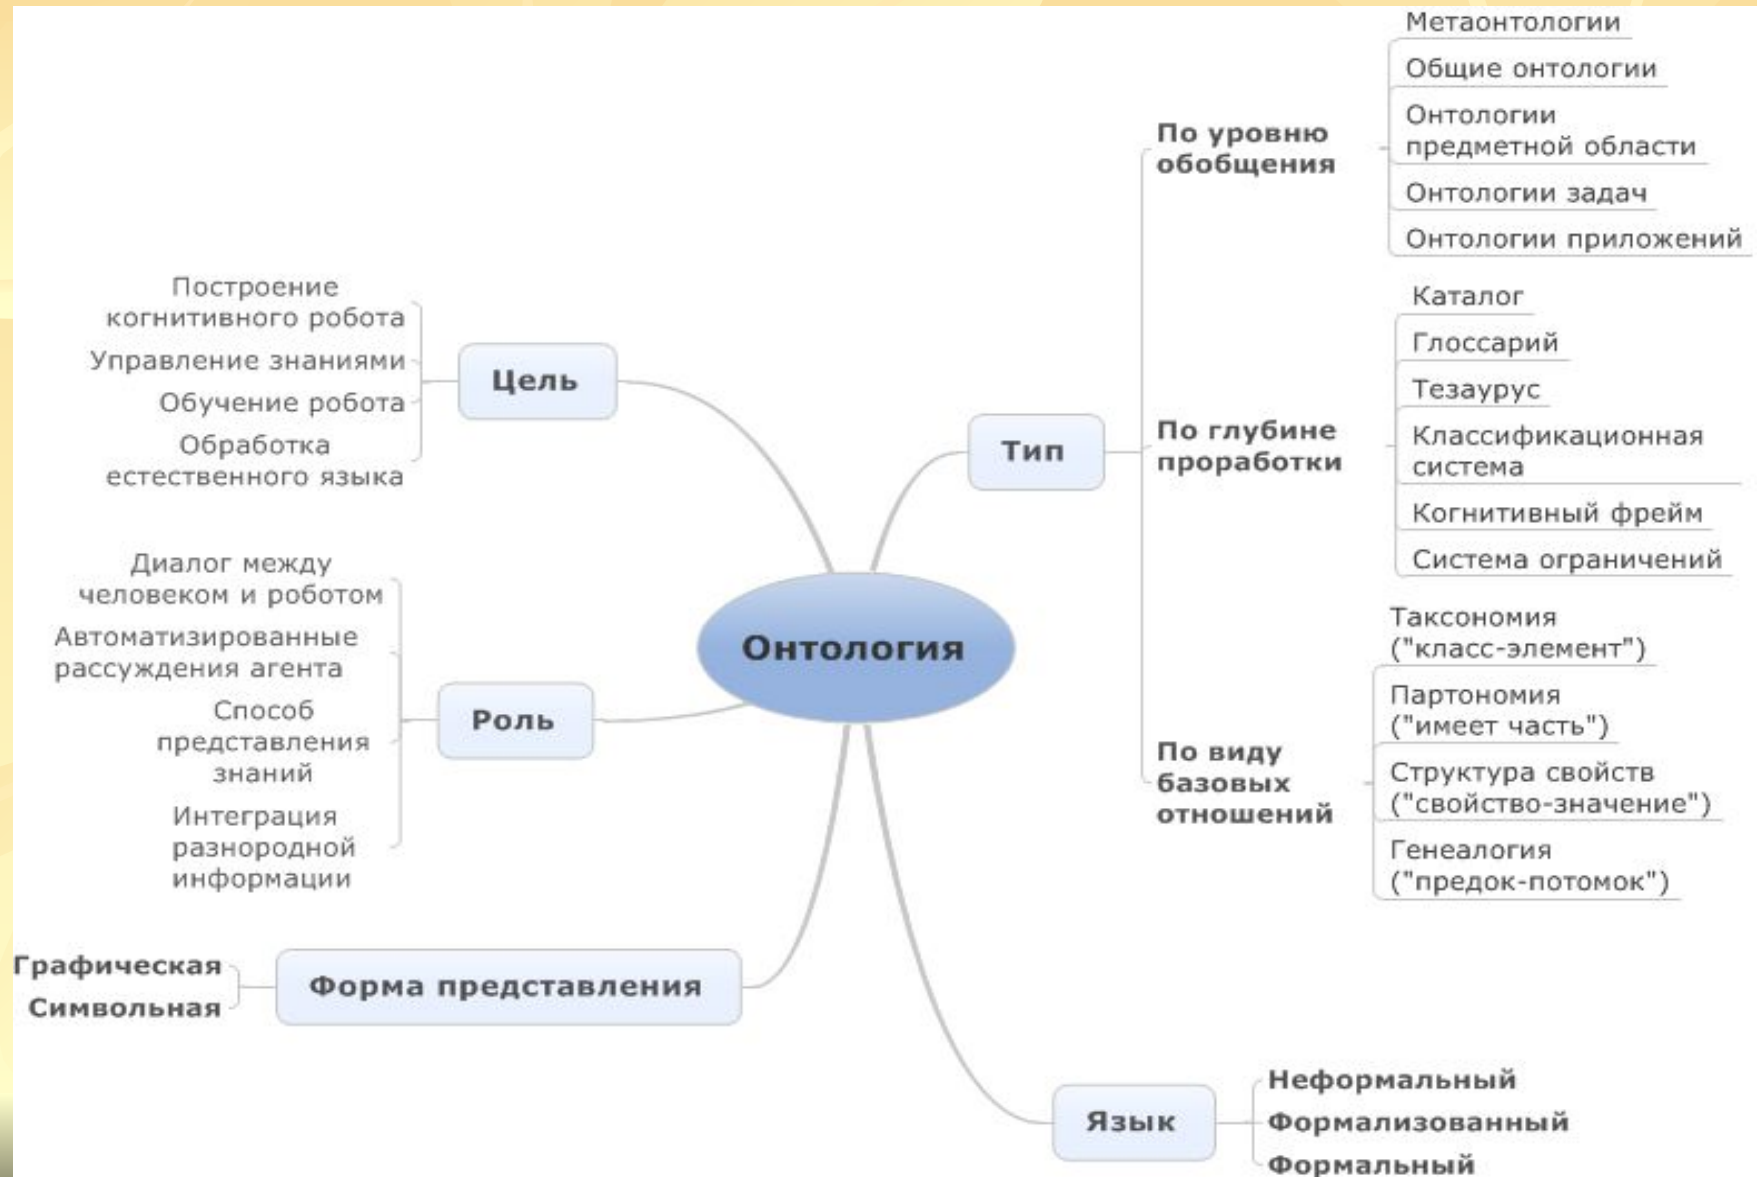 Онтология
Цель
Построение
когнитивного робота
Управление знаниями
Обучение робота
Обработка
естественного языка
Роль
Диалог между
человеком и роботом
Автоматизированные
рассуждения агента
Способ
представления
знаний
Интеграция
разнородной
информации
Форма представления
Графическая
Символьная
Тип
По уровню
обобщения
Метаонтологии
Общие онтологии
Онтологии
предметной области
Онтологии задач
Онтологии приложений
По глубине
проработки
Каталог
Глоссарий
Тезаурус
Классификационная
система
Когнитивный фрейм
Система ограничений
По виду
базовых
отношений
Таксономия
("класс-элемент")
Партономия
("имеет часть")
Структура свойств
("свойство-значение")
Генеалогия
("предок-потомок")
Язык
Неформальный
Формализованный
Формальный